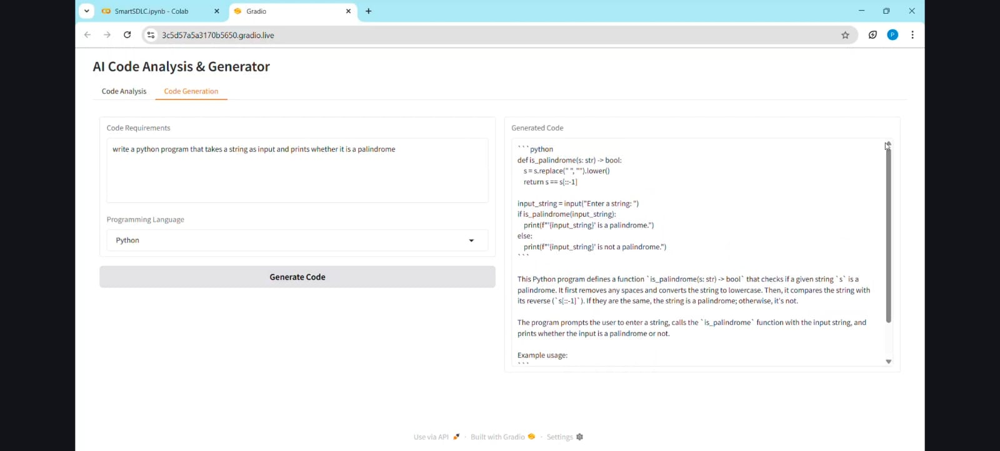 SmartSDLC.ipynb - Colab
Gradio
3c5d57a5a3170b5650.gradio.live
P
AI Code Analysis & Generator
Code Analysis
Code Generation
Code Requirements
write a python program that takes a string as input and prints whether it is a palindrome
Programming Language
Python
Generate Code
Generated Code
```python
def is_palindrome(s: str) -> bool:
    s = s.replace(" ", "").lower()
    return s == s[::-1]
input_string = input("Enter a string: ")
if is_palindrome(input_string):
    print(f"'{input_string}' is a palindrome.")
else:
    print(f"'{input_string}' is not a palindrome.")
```
This Python program defines a function `is_palindrome(s: str) -> bool` that checks if a given string `s` is a
palindrome. It first removes any spaces and converts the string to lowercase. Then, it compares the string with
its reverse (`s[::-1]`). If they are the same, the string is a palindrome; otherwise, it's not.
The program prompts the user to enter a string, calls the `is_palindrome` function with the input string, and
prints whether the input is a palindrome or not.
Example usage:
```
Use via API · Built with Gradio · Settings